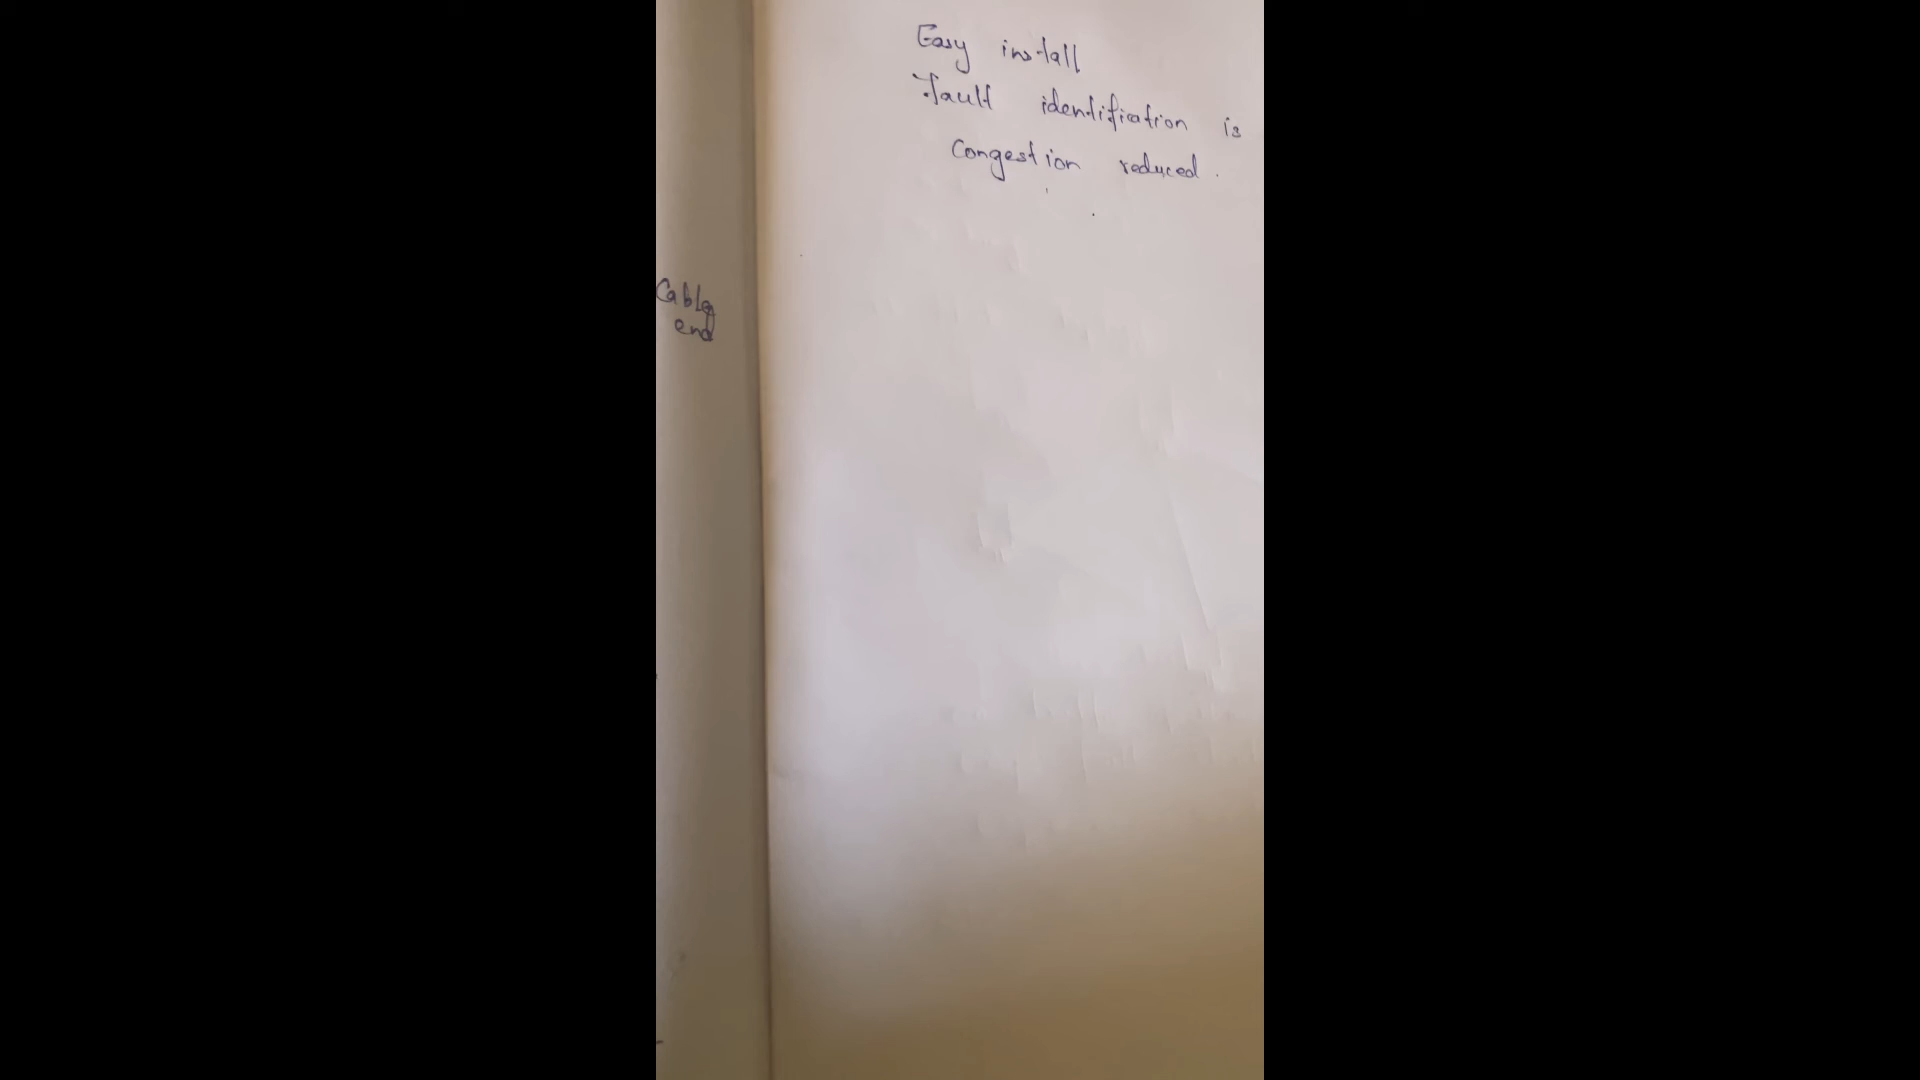 Easy install
fault identification is
Congestion reduced.
Cable
end